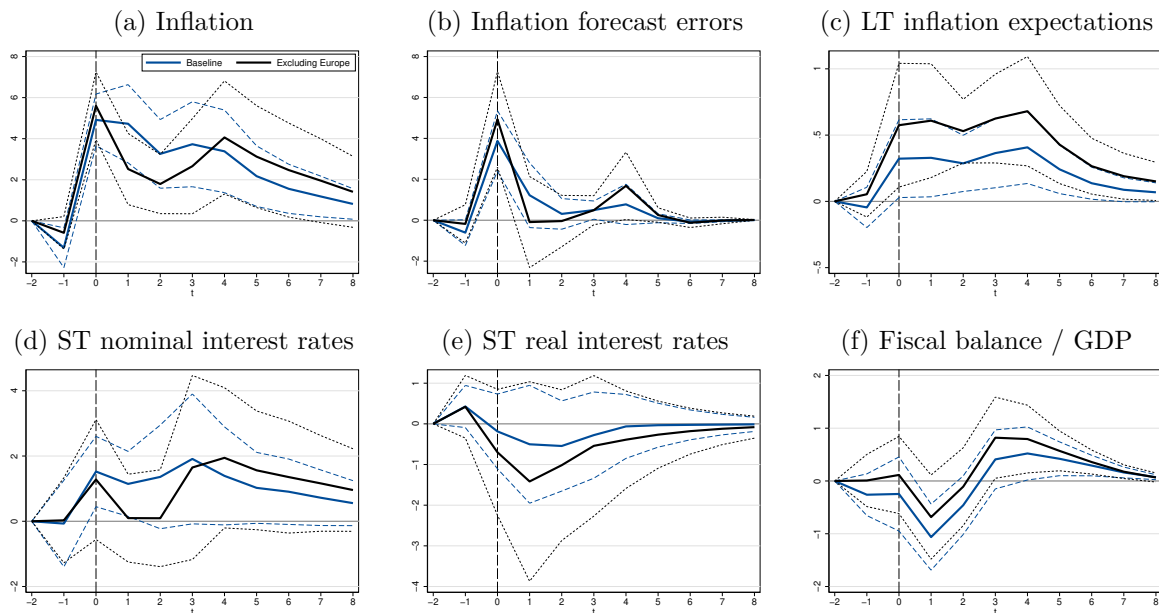 (a) Inflation
(b) Inflation forecast errors
(c) LT inflation expectations
Baseline
Excluding Europe
8
6
4
2
0
-2
-2 -1 0 1 2 3 4 5 6 7 8
t
8
6
4
2
0
-2
-2 -1 0 1 2 3 4 5 6 7 8
t
1
.5
0
-.5
-2 -1 0 1 2 3 4 5 6 7 8
t
(d) ST nominal interest rates
(e) ST real interest rates
(f) Fiscal balance / GDP
4
2
0
-2
-2 -1 0 1 2 3 4 5 6 7 8
t
1
0
-1
-2
-3
-4
-2 -1 0 1 2 3 4 5 6 7 8
t
2
1
0
-1
-2
-2 -1 0 1 2 3 4 5 6 7 8
t